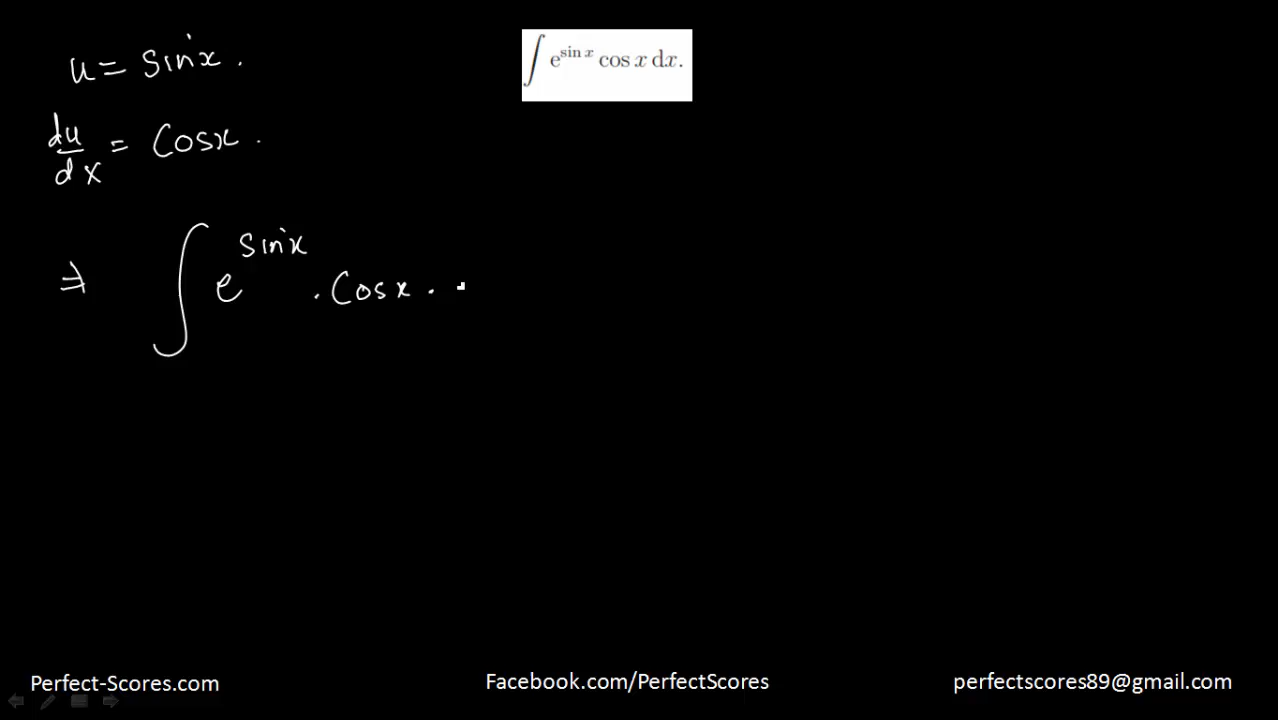 u = sin x .
∫ e^{sin x} cos x dx.
du/dx = cos x .
⇒ ∫ e^{sin x} . cos x .
Perfect-Scores.com
Facebook.com/PerfectScores
perfectscores89@gmail.com